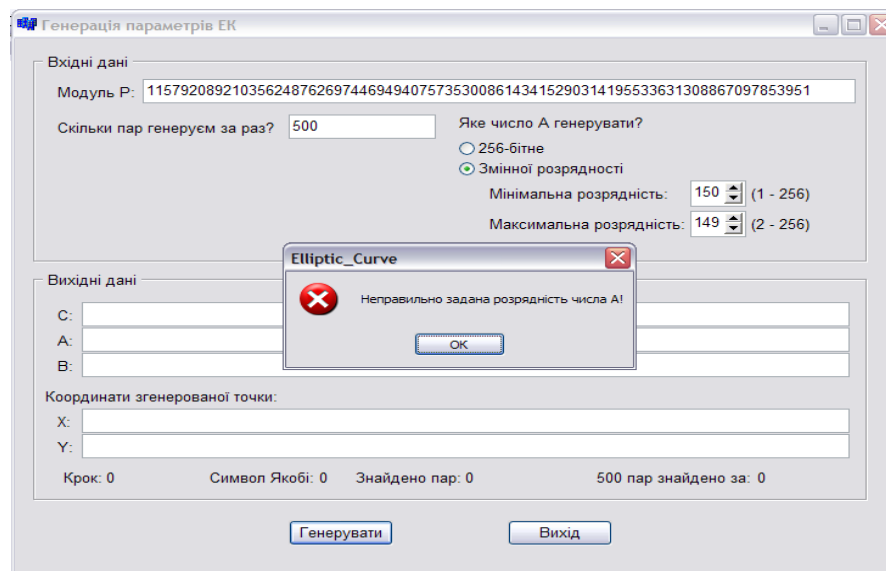 Генерація параметрів ЕК
Вхідні дані
Модуль P: 115792089210356248762697446949407573530086143415290314195533631308867097853951
Скільки пар генеруєм за раз? 500
Яке число А генерувати?
256-бітне
Змінної розрядності
Мінімальна розрядність: 150 (1 - 256)
Максимальна розрядність: 149 (2 - 256)
Elliptic_Curve
Неправильно задана розрядність числа А!
OK
Вихідні дані
C:
A:
B:
Координати згенерованої точки:
X:
Y:
Крок: 0 Символ Якобі: 0 Знайдено пар: 0 500 пар знайдено за: 0
Генерувати Вихід